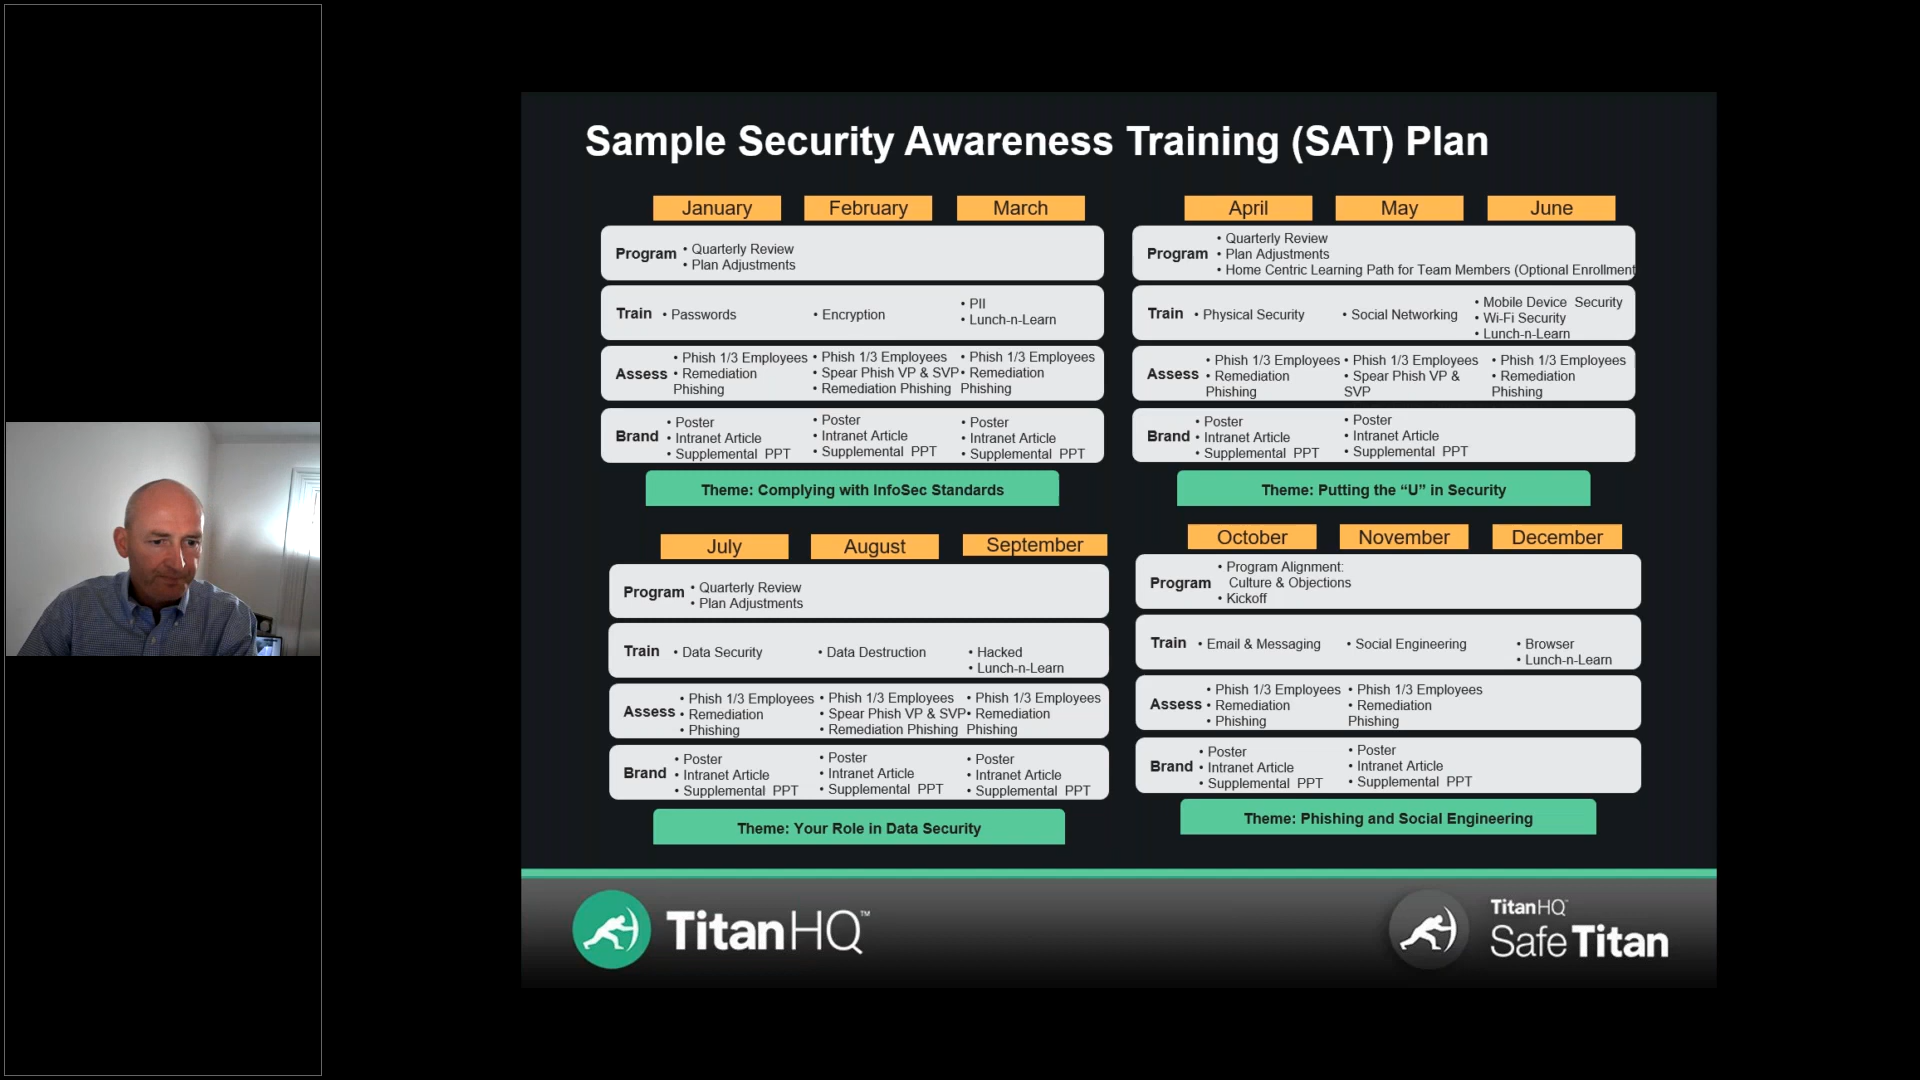 Sample Security Awareness Training (SAT) Plan
January February March
Program
• Quarterly Review
• Plan Adjustments
Train
• Passwords
• Encryption
• PII
• Lunch-n-Learn
Assess
• Phish 1/3 Employees
• Remediation
Phishing
• Phish 1/3 Employees
• Spear Phish VP & SVP
• Remediation Phishing
• Phish 1/3 Employees
• Remediation
Phishing
Brand
• Poster
• Intranet Article
• Supplemental PPT
• Poster
• Intranet Article
• Supplemental PPT
• Poster
• Intranet Article
• Supplemental PPT
Theme: Complying with InfoSec Standards
April May June
Program
• Quarterly Review
• Plan Adjustments
• Home Centric Learning Path for Team Members (Optional Enrollment
Train
• Physical Security
• Social Networking
• Mobile Device Security
• Wi-Fi Security
• Lunch-n-Learn
Assess
• Phish 1/3 Employees
• Remediation
Phishing
• Phish 1/3 Employees
• Spear Phish VP &
SVP
• Phish 1/3 Employees
• Remediation
Phishing
Brand
• Poster
• Intranet Article
• Supplemental PPT
• Poster
• Intranet Article
• Supplemental PPT
Theme: Putting the “U” in Security
July August September
Program
• Quarterly Review
• Plan Adjustments
Train
• Data Security
• Data Destruction
• Hacked
• Lunch-n-Learn
Assess
• Phish 1/3 Employees
• Remediation
• Phishing
• Phish 1/3 Employees
• Spear Phish VP & SVP
• Remediation Phishing
• Phish 1/3 Employees
• Remediation
Phishing
Brand
• Poster
• Intranet Article
• Supplemental PPT
• Poster
• Intranet Article
• Supplemental PPT
• Poster
• Intranet Article
• Supplemental PPT
Theme: Your Role in Data Security
October November December
Program
• Program Alignment:
Culture & Objections
• Kickoff
Train
• Email & Messaging
• Social Engineering
• Browser
• Lunch-n-Learn
Assess
• Phish 1/3 Employees
• Remediation
• Phishing
• Phish 1/3 Employees
• Remediation
Phishing
Brand
• Poster
• Intranet Article
• Supplemental PPT
• Poster
• Intranet Article
• Supplemental PPT
Theme: Phishing and Social Engineering
TitanHQ™
TitanHQ
SafeTitan